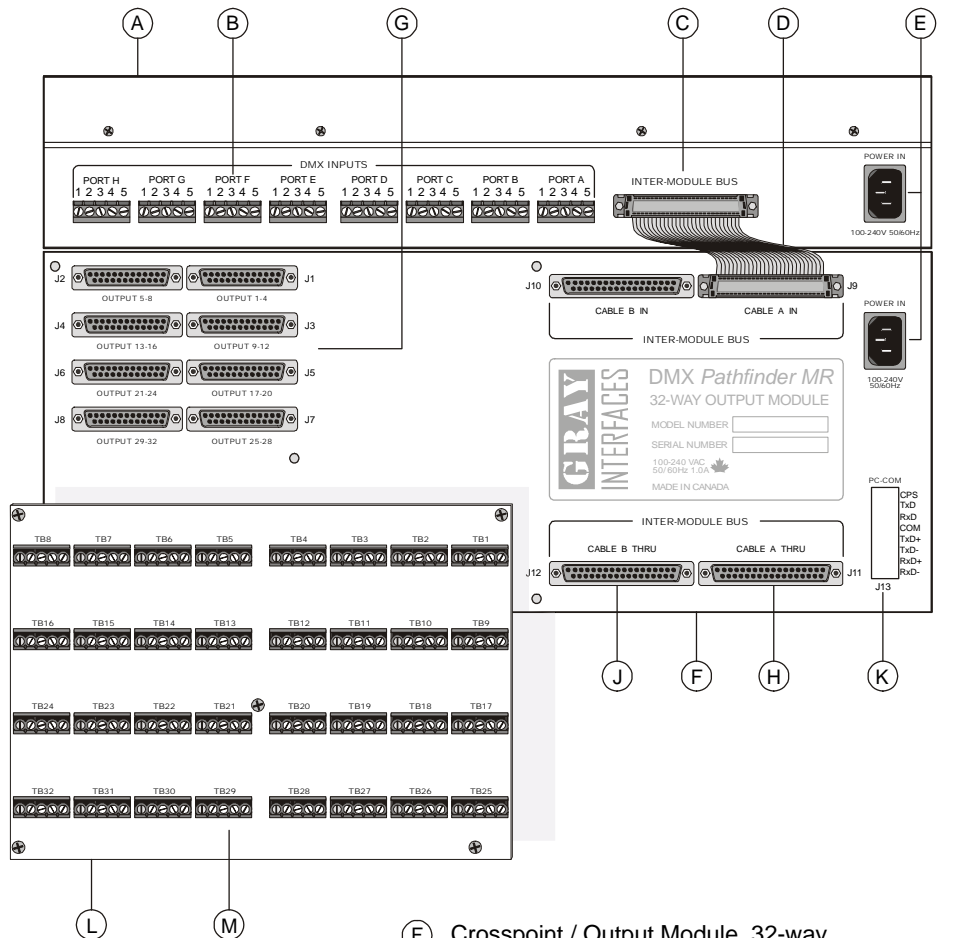 A B G C D E
DMX INPUTS
PORT H PORT G PORT F PORT E PORT D PORT C PORT B PORT A
1 2 3 4 5 1 2 3 4 5 1 2 3 4 5 1 2 3 4 5 1 2 3 4 5 1 2 3 4 5 1 2 3 4 5 1 2 3 4 5
INTER-MODULE BUS
POWER IN
100-240V 50/60Hz
J2 J1
OUTPUT 5-8 OUTPUT 1-4
J4 J3
OUTPUT 13-16 OUTPUT 9-12
J6 J5
OUTPUT 21-24 OUTPUT 17-20
J8 J7
OUTPUT 29-32 OUTPUT 25-28
J10 J9
CABLE B IN CABLE A IN
INTER-MODULE BUS
POWER IN
100-240V
50/60Hz
GRAY
INTERFACES
DMX Pathfinder MR
32-WAY OUTPUT MODULE
MODEL NUMBER
SERIAL NUMBER
100-240 VAC
50/60Hz 1.0A
MADE IN CANADA
INTER-MODULE BUS
CABLE B THRU CABLE A THRU
J12 J11
PC-COM
CPS
TxD
RxD
COM
TxD+
TxD-
RxD+
RxD-
J13
TB8 TB7 TB6 TB5 TB4 TB3 TB2 TB1
TB16 TB15 TB14 TB13 TB12 TB11 TB10 TB9
TB24 TB23 TB22 TB21 TB20 TB19 TB18 TB17
TB32 TB31 TB30 TB29 TB28 TB27 TB26 TB25
J F H K
L M
F Crosspoint / Output Module, 32-way